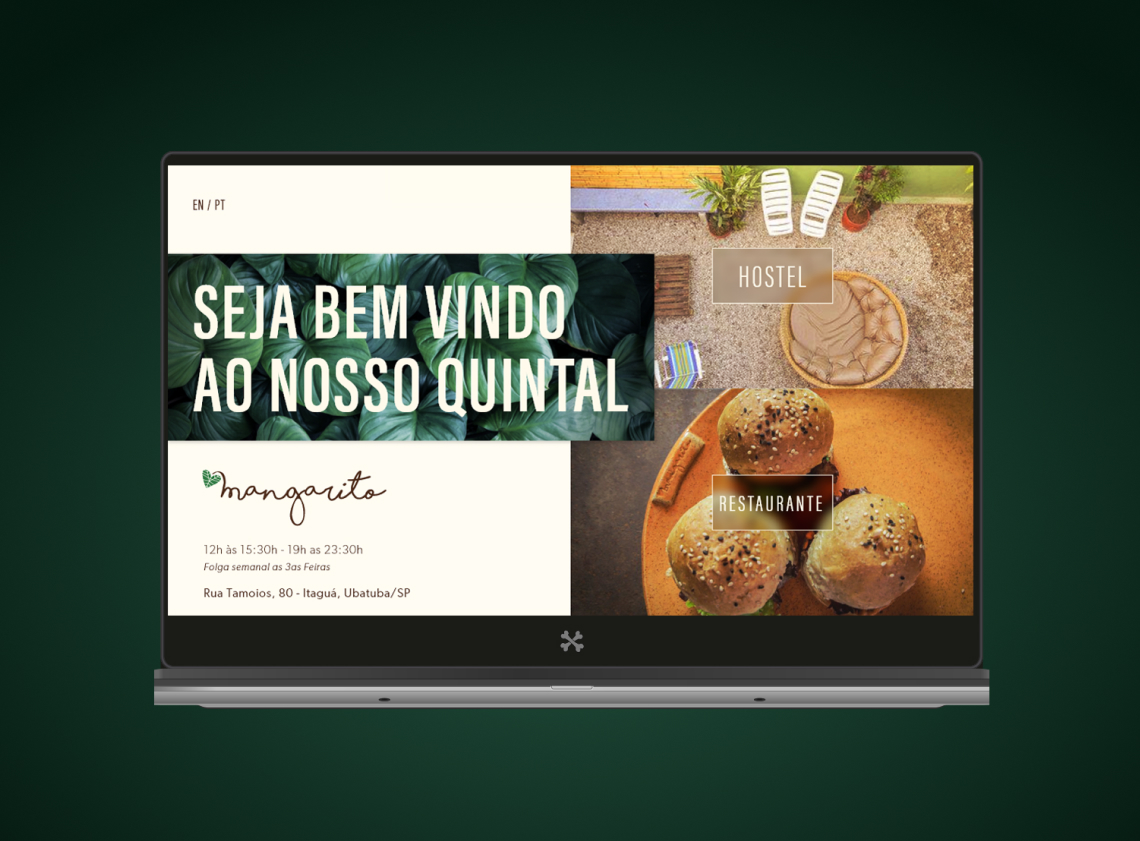 EN / PT
SEJA BEM VINDO
AO NOSSO QUINTAL
mangarito
12h às 15:30h - 19h as 23:30h
Folga semanal as 3as Feiras
Rua Tamoios, 80 - Itaguá, Ubatuba/SP
HOSTEL
RESTAURANTE